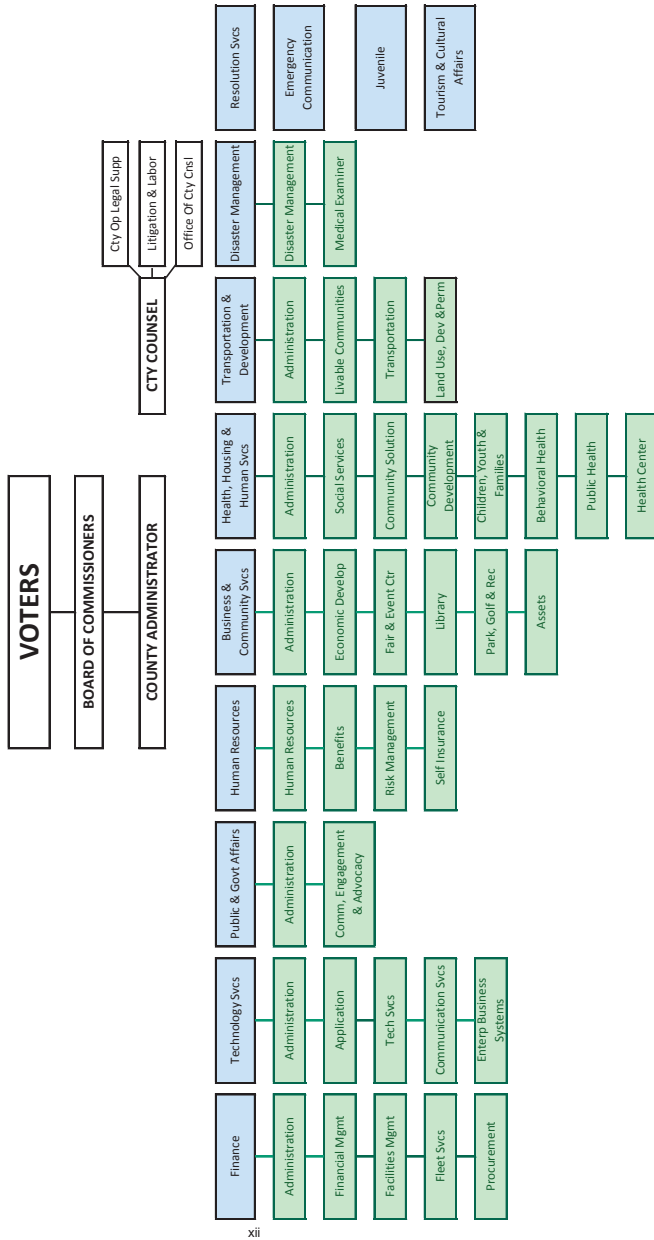 VOTERS
BOARD OF COMMISSIONERS
COUNTY ADMINISTRATOR
CTY COUNSEL
Cty Op Legal Supp
Litigation & Labor
Office Of Cty Cnsl
Finance
Administration
Financial Mgmt
Facilities Mgmt
Fleet Svcs
Procurement
Technology Svcs
Administration
Application
Tech Svcs
Communication Svcs
Enterp Business
Systems
Public & Govt Affairs
Administration
Comm, Engagement
& Advocacy
Human Resources
Human Resources
Benefits
Risk Management
Self Insurance
Business &
Community Svcs
Administration
Economic Develop
Fair & Event Ctr
Library
Park, Golf & Rec
Assets
Health, Housing &
Human Svcs
Administration
Social Services
Community Solution
Community
Development
Children, Youth &
Families
Behavioral Health
Public Health
Health Center
Transportation &
Development
Administration
Livable Communities
Transportation
Land Use, Dev &Perm
Disaster Management
Disaster Management
Medical Examiner
Resolution Svcs
Emergency
Communication
Juvenile
Tourism & Cultural
Affairs
xii